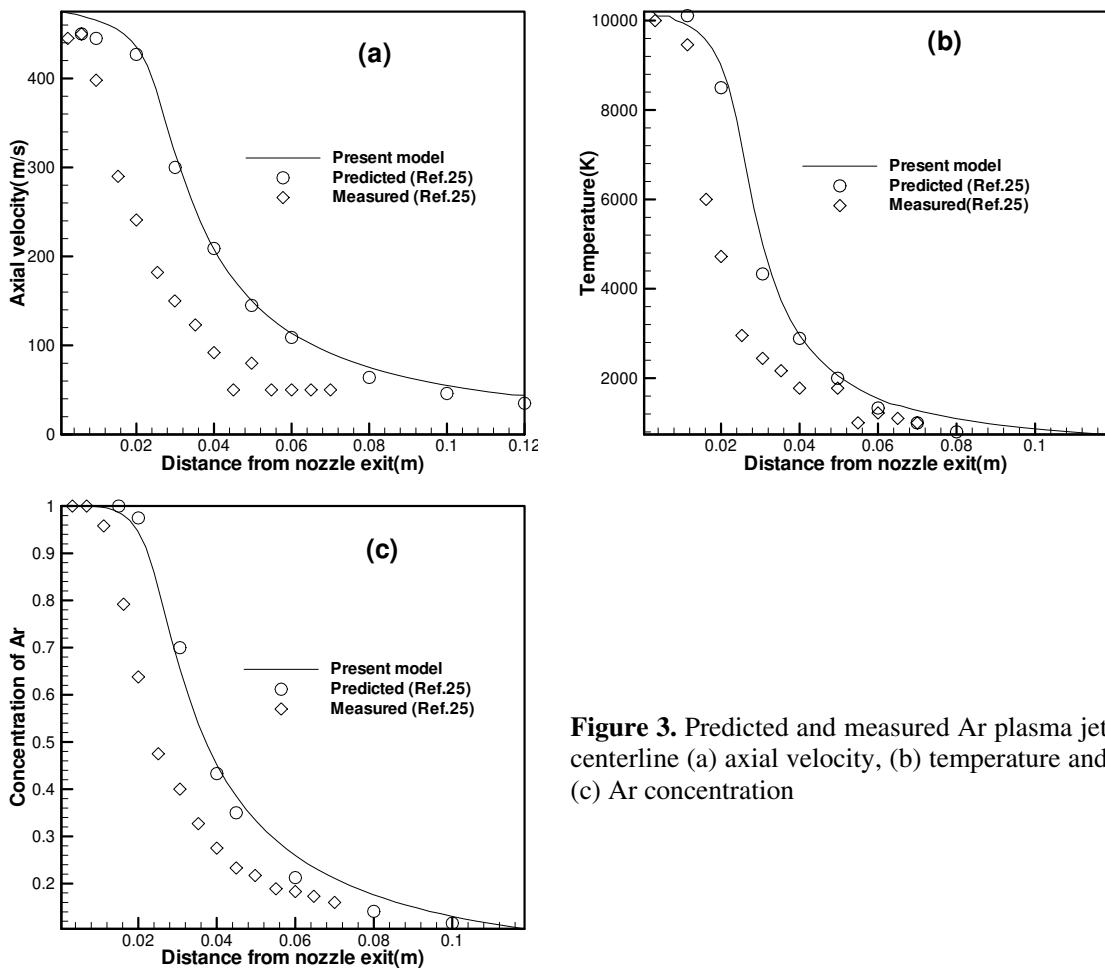 (a)
Axial velocity(m/s)
400
300
200
100
0
Present model
Predicted (Ref.25)
Measured (Ref.25)
0.02
0.04
0.06
0.08
0.1
0.12
Distance from nozzle exit(m)
(b)
Temperature(K)
10000
8000
6000
4000
2000
Present model
Predicted (Ref.25)
Measured(Ref.25)
0.02
0.04
0.06
0.08
0.1
Distance from nozzle exit(m)
(c)
Concentration of Ar
1
0.9
0.8
0.7
0.6
0.5
0.4
0.3
0.2
Present model
Predicted (Ref.25)
Measured (Ref.25)
0.02
0.04
0.06
0.08
0.1
Distance from nozzle exit(m)
Figure 3. Predicted and measured Ar plasma jet
centerline (a) axial velocity, (b) temperature and
(c) Ar concentration